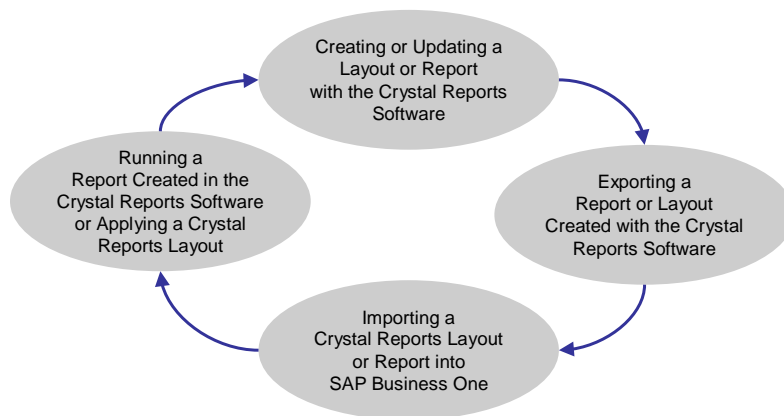 Creating or Updating a
Layout or Report
with the Crystal Reports
Software
Exporting a
Report or Layout
Created with the Crystal
Reports Software
Importing a
Crystal Reports Layout
or Report into
SAP Business One
Running a
Report Created in the
Crystal Reports Software
or Applying a Crystal
Reports Layout